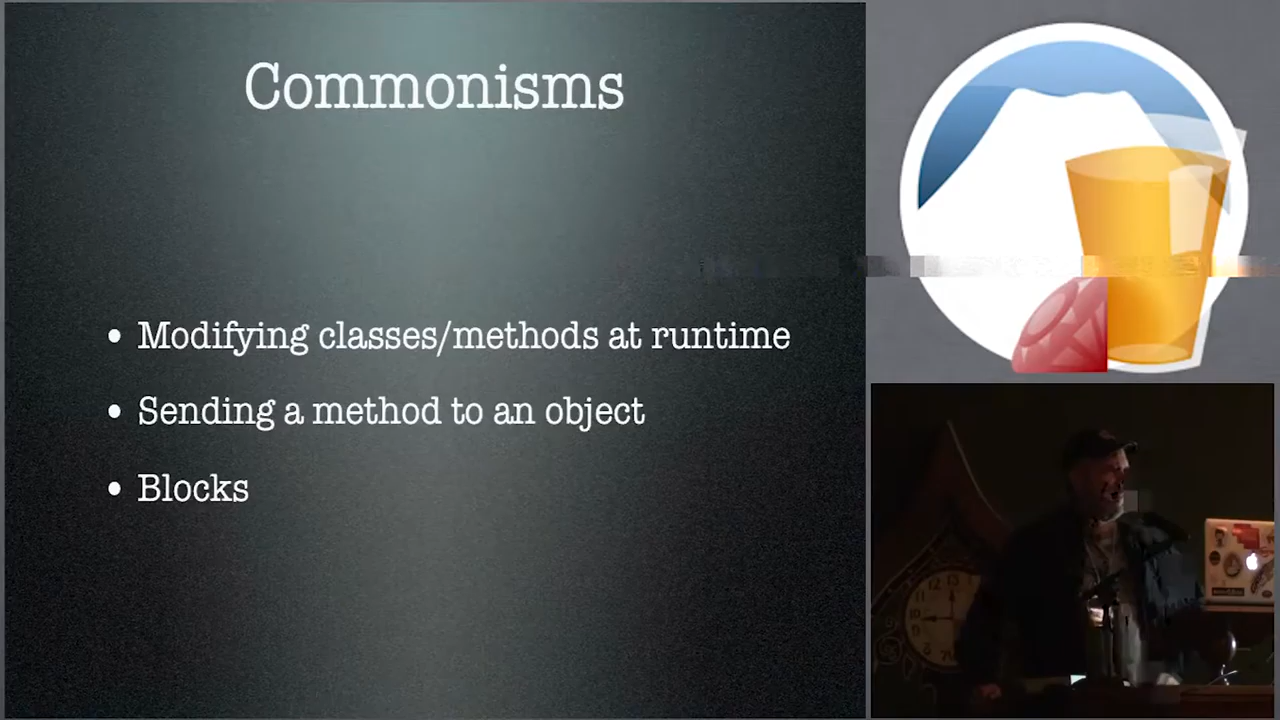 Commonisms
• Modifying classes/methods at runtime
• Sending a method to an object
• Blocks